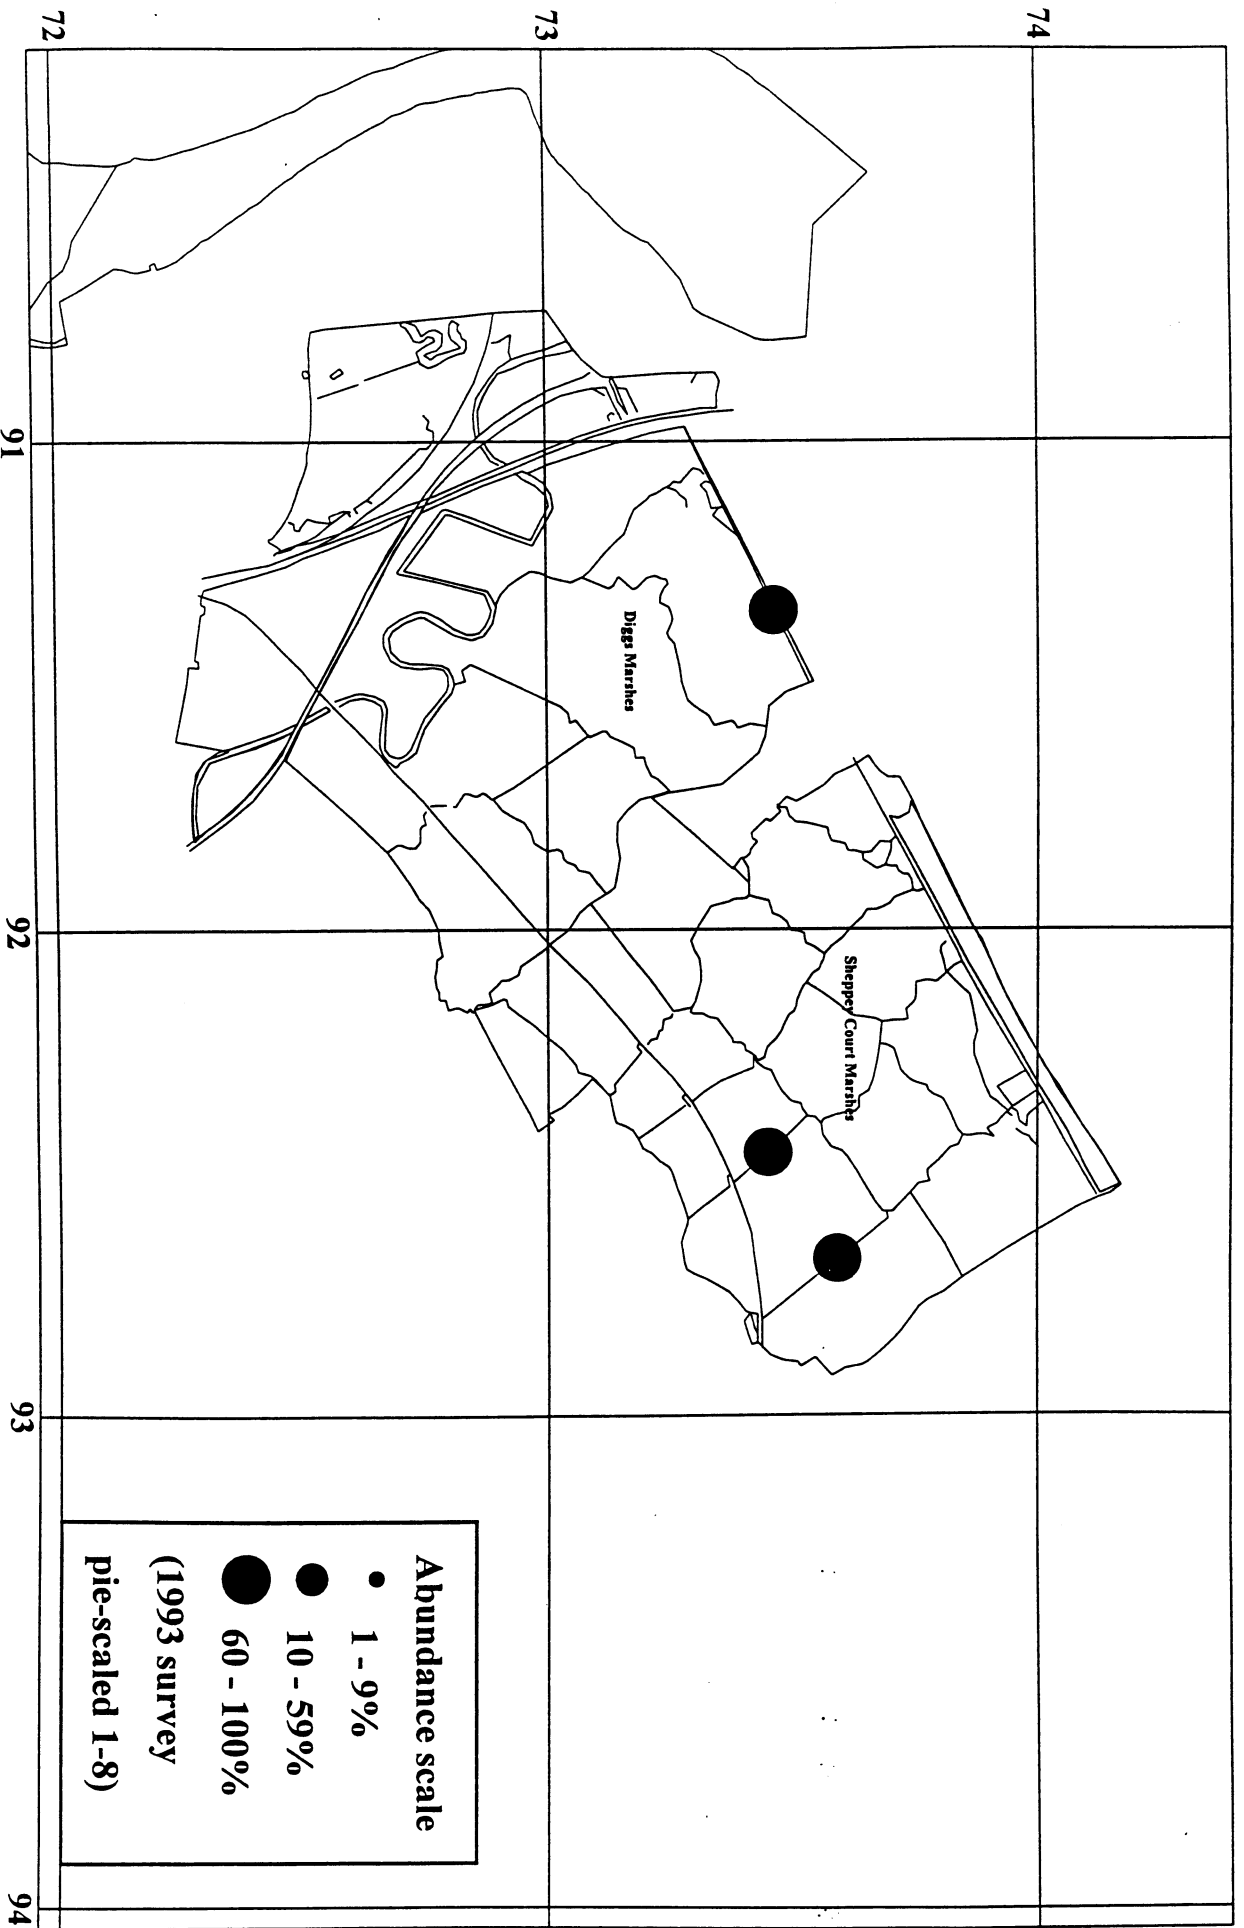 74
73
72
91
92
93
94
Diggs Marshes
Sheppey Court Marshes
Abundance scale
1 - 9%
10 - 59%
60 - 100%
(1993 survey
pie-scaled 1-8)